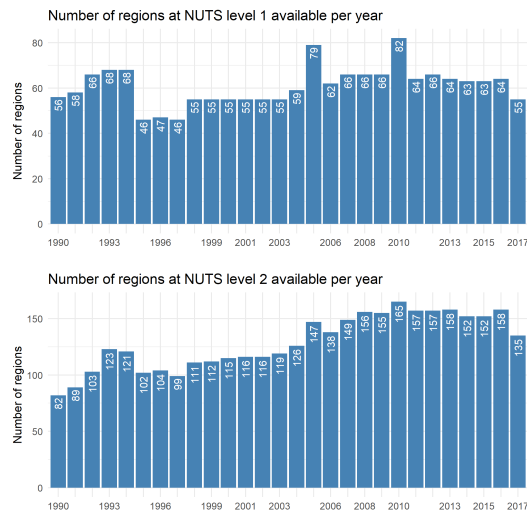 Number of regions at NUTS level 1 available per year
Number of regions
80
60
40
20
0
56 58 66 68 68 46 47 46 55 55 55 55 55 55 59 79 62 66 66 66 82 64 66 64 63 63 64 55
1990 1993 1996 1999 2001 2003 2006 2008 2010 2013 2015 2017
Number of regions at NUTS level 2 available per year
Number of regions
150
100
50
0
82 89 103 123 121 102 104 99 111 112 115 116 116 119 126 147 138 149 156 155 165 157 157 158 152 152 158 135
1990 1993 1996 1999 2001 2003 2006 2008 2010 2013 2015 2017